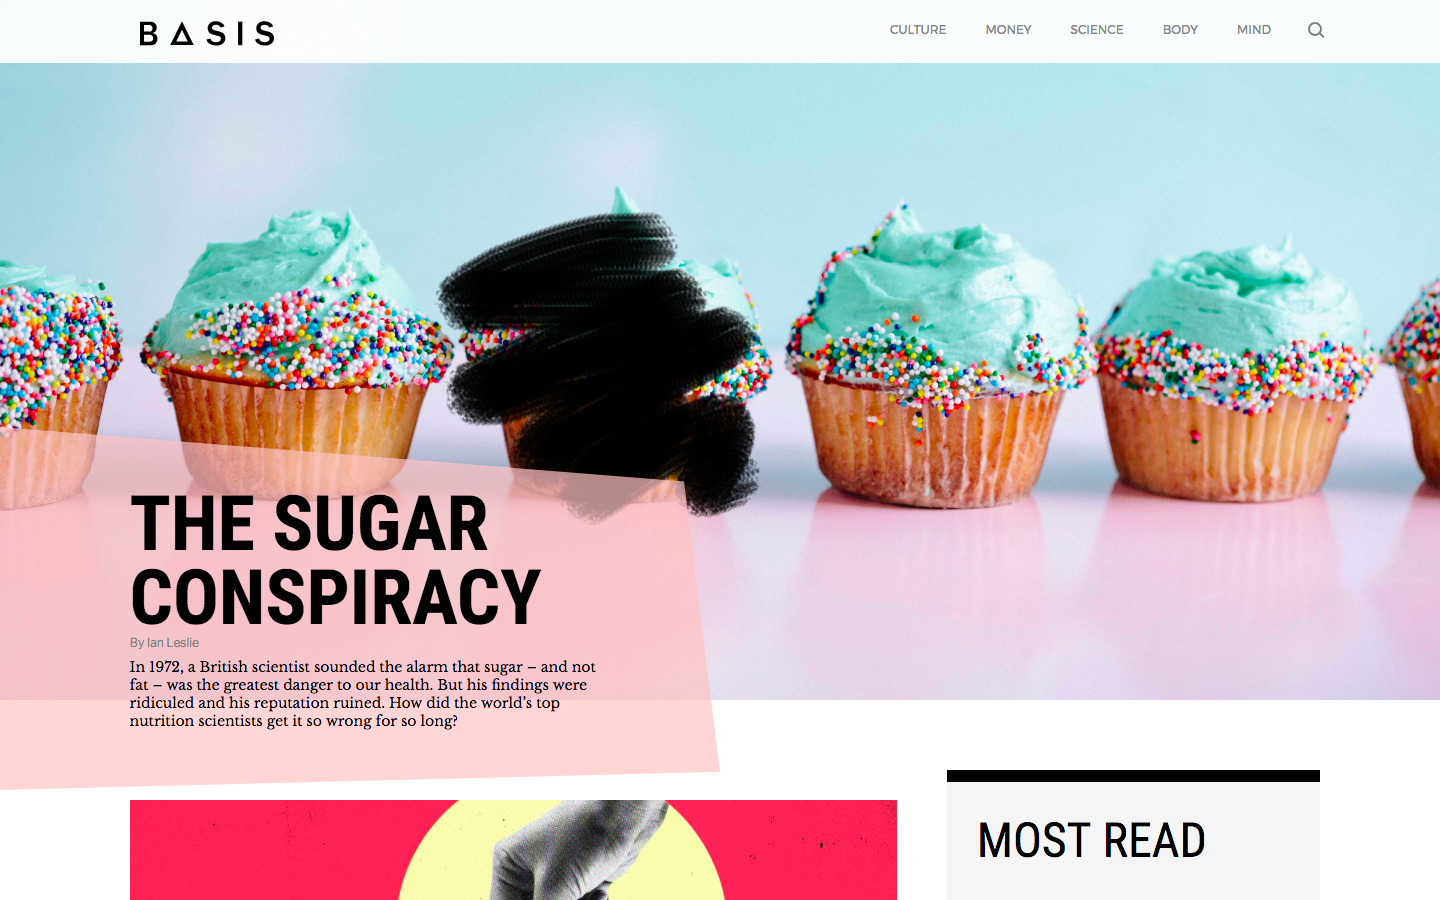 BASIS
CULTURE MONEY SCIENCE BODY MIND
THE SUGAR
CONSPIRACY
By Ian Leslie
In 1972, a British scientist sounded the alarm that sugar – and not
fat – was the greatest danger to our health. But his findings were
ridiculed and his reputation ruined. How did the world’s top
nutrition scientists get it so wrong for so long?
MOST READ